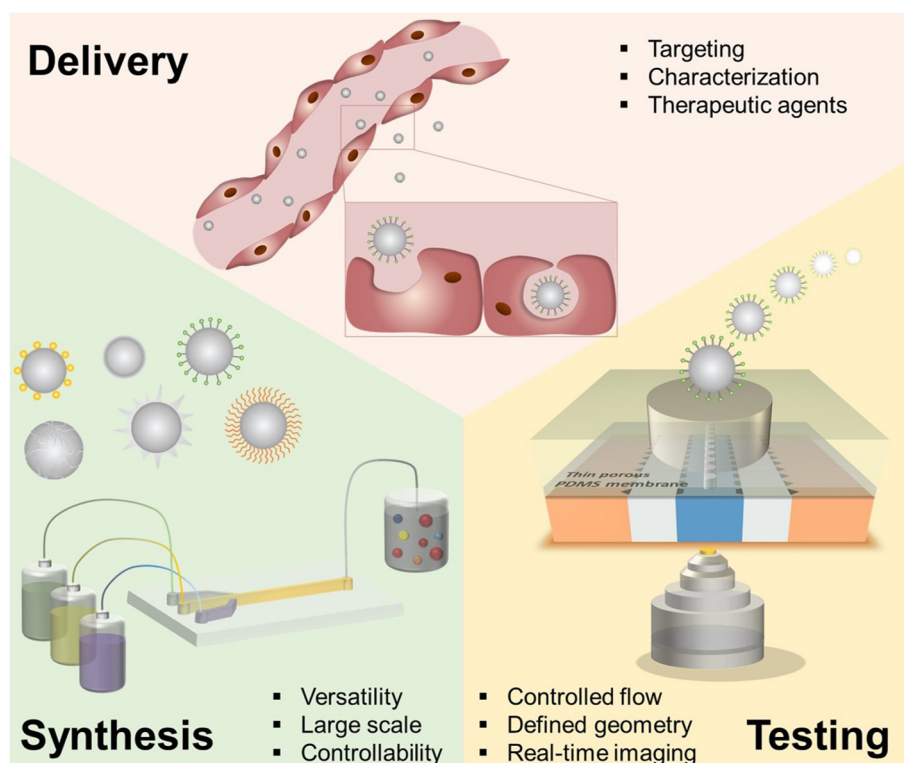 Delivery
▪ Targeting
▪ Characterization
▪ Therapeutic agents
Thin porous
PDMS membrane
Synthesis
▪ Versatility
▪ Large scale
▪ Controllability
▪ Controlled flow
▪ Defined geometry
▪ Real-time imaging
Testing